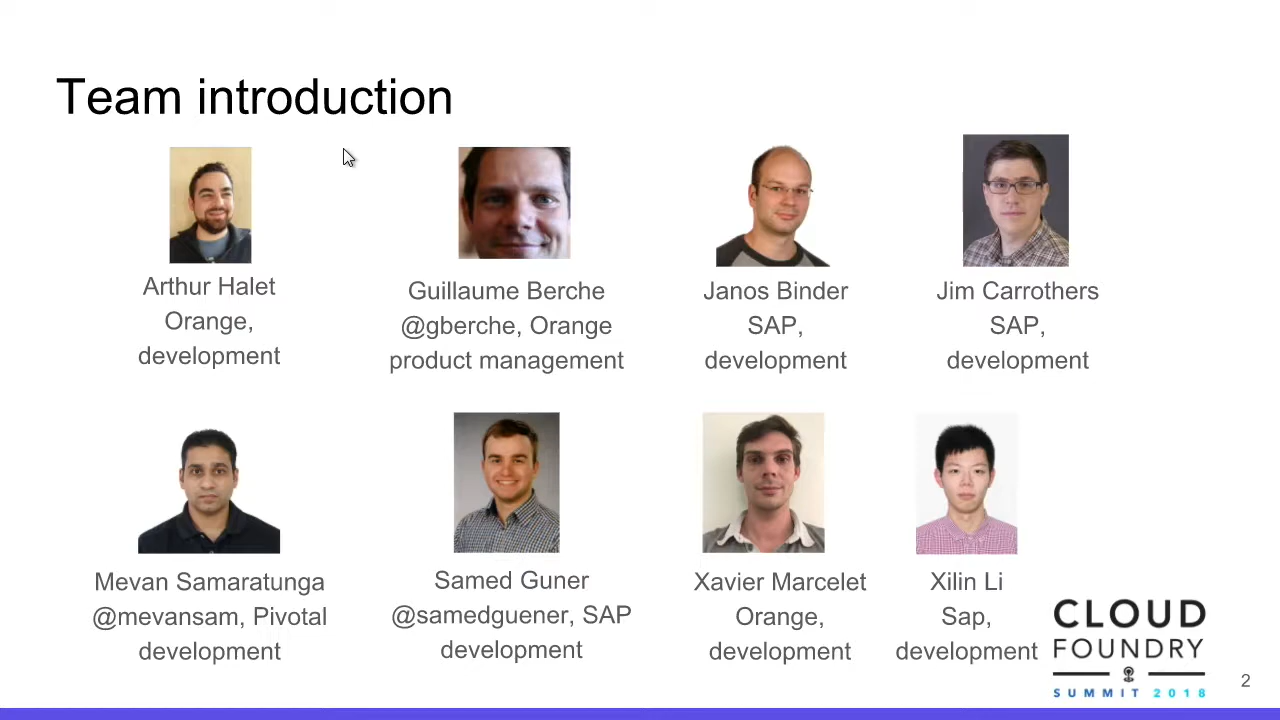 Team introduction
Arthur Halet
Orange,
development
Guillaume Berche
@gberche, Orange
product management
Janos Binder
SAP,
development
Jim Carrothers
SAP,
development
Mevan Samaratunga
@mevansam, Pivotal
development
Samed Guner
@samedguener, SAP
development
Xavier Marcelet
Orange,
development
Xilin Li
Sap,
development
CLOUD
FOUNDRY
SUMMIT 2018
2